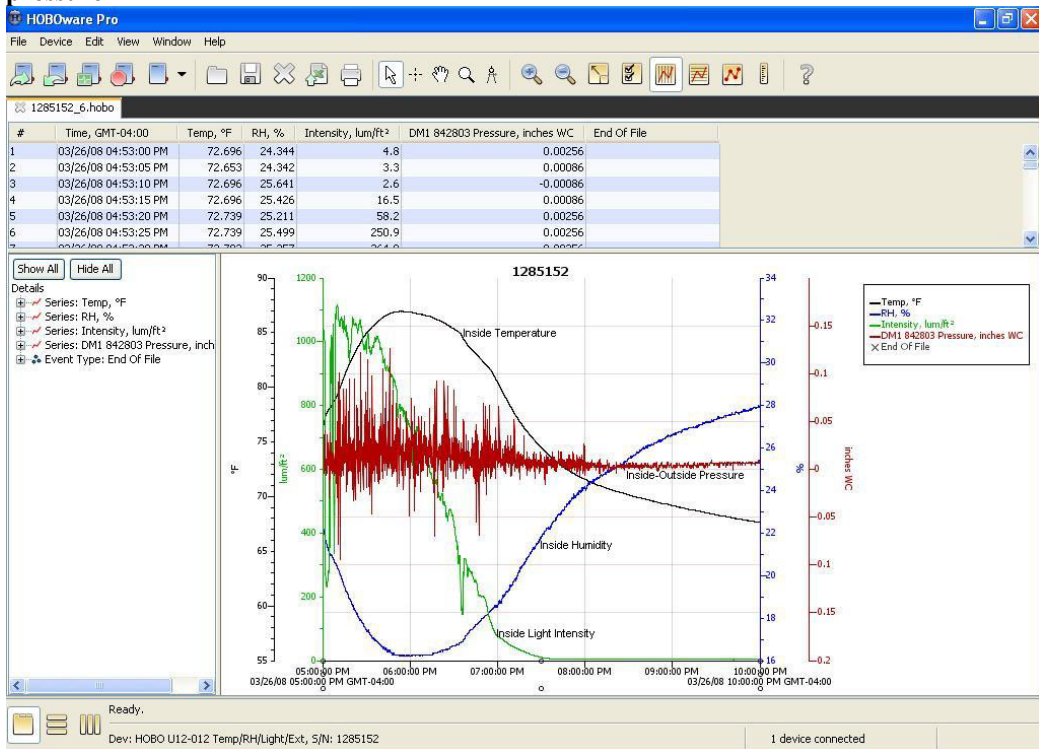 HOBOware Pro
File Device Edit View Window Help
1285152_6.hobo
# Time, GMT-04:00 Temp, °F RH, % Intensity, lum/ft² DM1 842803 Pressure, inches WC End Of File
1 03/26/08 04:53:00 PM 72.696 24.344 4.8 0.00256
2 03/26/08 04:53:05 PM 72.653 24.342 3.3 0.00086
3 03/26/08 04:53:10 PM 72.696 25.641 2.6 -0.00086
4 03/26/08 04:53:15 PM 72.696 25.426 16.5 0.00086
5 03/26/08 04:53:20 PM 72.739 25.211 58.2 0.00256
6 03/26/08 04:53:25 PM 72.739 25.499 250.9 0.00256
Show All Hide All
Details
Series: Temp, °F
Series: RH, %
Series: Intensity, lum/ft²
Series: DM1 842803 Pressure, inch
Event Type: End Of File
1285152
90
85
80
75
70
65
60
55
°F
1200
1000
800
600
400
200
0
lum/ft²
Inside Temperature
Inside-Outside Pressure
Inside Humidity
Inside Light Intensity
34
32
30
28
26
24
22
20
18
16
%
0.15
0.1
0.05
0
-0.05
-0.1
-0.15
-0.2
inches WC
Temp, °F
RH, %
Intensity, lum/ft²
DM1 842803 Pressure, inches WC
End Of File
05:00:00 PM 06:00:00 PM 07:00:00 PM 08:00:00 PM 09:00:00 PM 10:00:00 PM
03/26/08 05:00:00 PM GMT-04:00 03/26/08 10:00:00 PM GMT-04:00
Ready.
Dev: HOBO U12-012 Temp/RH/Light/Ext, S/N: 1285152 1 device connected